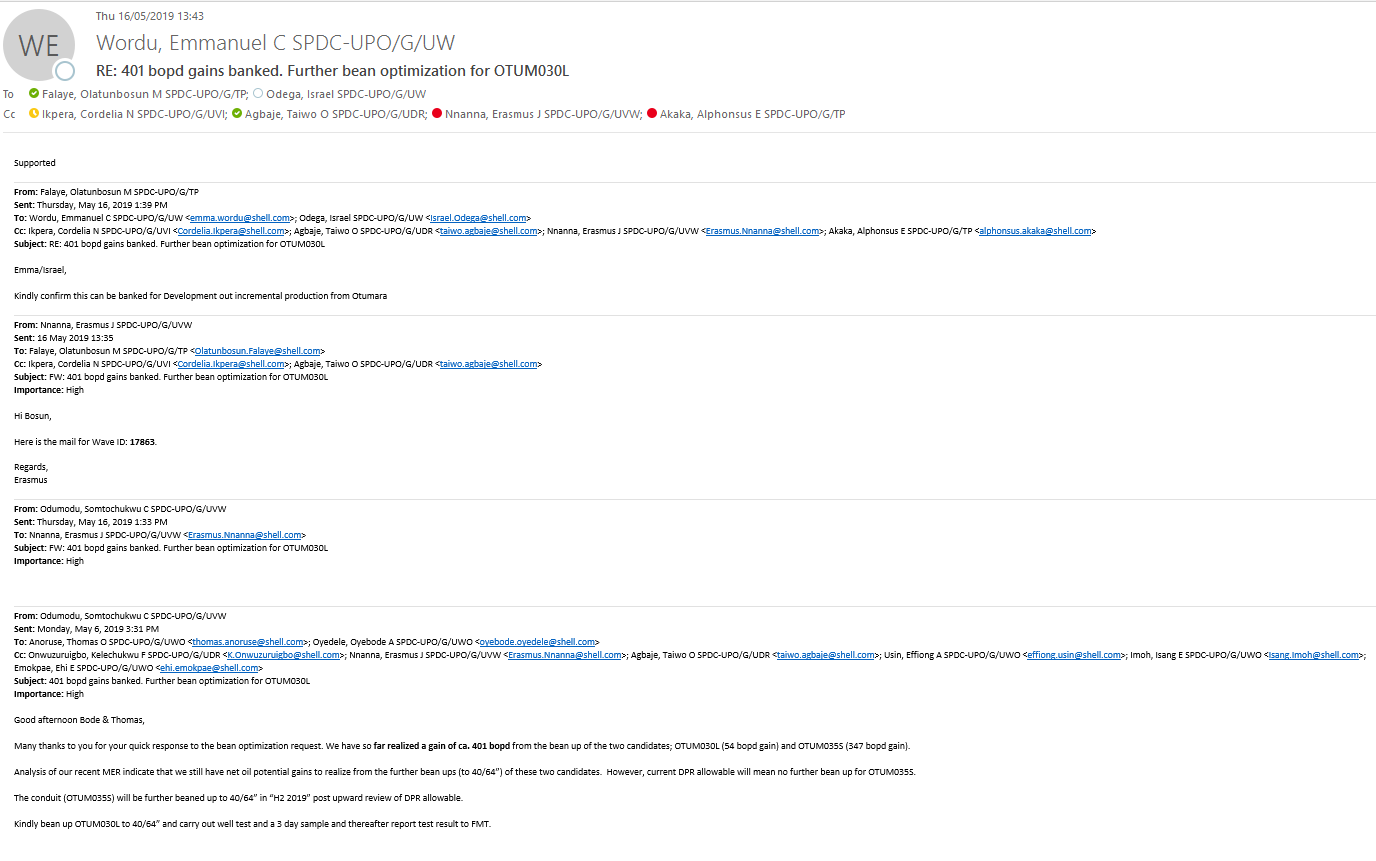 Thu 16/05/2019 13:43
WE
Wordu, Emmanuel C SPDC-UPO/G/UW
RE: 401 bopd gains banked. Further bean optimization for OTUM030L
To Falaye, Olatunbosun M SPDC-UPO/G/TP; Odega, Israel SPDC-UPO/G/UW
Cc Ikpera, Cordelia N SPDC-UPO/G/UVI; Agbaje, Taiwo O SPDC-UPO/G/UDR; Nnanna, Erasmus J SPDC-UPO/G/UVW; Akaka, Alphonsus E SPDC-UPO/G/TP
Supported
From: Falaye, Olatunbosun M SPDC-UPO/G/TP
Sent: Thursday, May 16, 2019 1:39 PM
To: Wordu, Emmanuel C SPDC-UPO/G/UW <emma.wordu@shell.com>; Odega, Israel SPDC-UPO/G/UW <Israel.Odega@shell.com>
Cc: Ikpera, Cordelia N SPDC-UPO/G/UVI <Cordelia.Ikpera@shell.com>; Agbaje, Taiwo O SPDC-UPO/G/UDR <taiwo.agbaje@shell.com>; Nnanna, Erasmus J SPDC-UPO/G/UVW <Erasmus.Nnanna@shell.com>; Akaka, Alphonsus E SPDC-UPO/G/TP <alphonsus.akaka@shell.com>
Subject: RE: 401 bopd gains banked. Further bean optimization for OTUM030L
Emma/Israel,
Kindly confirm this can be banked for Development out incremental production from Otumara
From: Nnanna, Erasmus J SPDC-UPO/G/UVW
Sent: 16 May 2019 13:35
To: Falaye, Olatunbosun M SPDC-UPO/G/TP <Olatunbosun.Falaye@shell.com>
Cc: Ikpera, Cordelia N SPDC-UPO/G/UVI <Cordelia.Ikpera@shell.com>; Agbaje, Taiwo O SPDC-UPO/G/UDR <taiwo.agbaje@shell.com>
Subject: FW: 401 bopd gains banked. Further bean optimization for OTUM030L
Importance: High
Hi Bosun,
Here is the mail for Wave ID: 17863.
Regards,
Erasmus
From: Odumodu, Somtochukwu C SPDC-UPO/G/UVW
Sent: Thursday, May 16, 2019 1:33 PM
To: Nnanna, Erasmus J SPDC-UPO/G/UVW <Erasmus.Nnanna@shell.com>
Subject: FW: 401 bopd gains banked. Further bean optimization for OTUM030L
Importance: High
From: Odumodu, Somtochukwu C SPDC-UPO/G/UVW
Sent: Monday, May 6, 2019 3:31 PM
To: Anoruse, Thomas O SPDC-UPO/G/UWO <thomas.anoruse@shell.com>; Oyedele, Oyebode A SPDC-UPO/G/UWO <oyebode.oyedele@shell.com>
Cc: Onwuzuruigbo, Kelechukwu F SPDC-UPO/G/UDR <K.Onwuzuruigbo@shell.com>; Nnanna, Erasmus J SPDC-UPO/G/UVW <Erasmus.Nnanna@shell.com>; Agbaje, Taiwo O SPDC-UPO/G/UDR <taiwo.agbaje@shell.com>; Usin, Effiong A SPDC-UPO/G/UWO <effiong.usin@shell.com>; Imoh, Isang E SPDC-UPO/G/UWO <Isang.Imoh@shell.com>;
Emokpae, Ehi E SPDC-UPO/G/UWO <ehi.emokpae@shell.com>
Subject: 401 bopd gains banked. Further bean optimization for OTUM030L
Importance: High
Good afternoon Bode & Thomas,
Many thanks to you for your quick response to the bean optimization request. We have so far realized a gain of ca. 401 bopd from the bean up of the two candidates; OTUM030L (54 bopd gain) and OTUM035S (347 bopd gain).
Analysis of our recent MER indicate that we still have net oil potential gains to realize from the further bean ups (to 40/64”) of these two candidates. However, current DPR allowable will mean no further bean up for OTUM035S.
The conduit (OTUM035S) will be further beaned up to 40/64” in “H2 2019” post upward review of DPR allowable.
Kindly bean up OTUM030L to 40/64” and carry out well test and a 3 day sample and thereafter report test result to FMT.